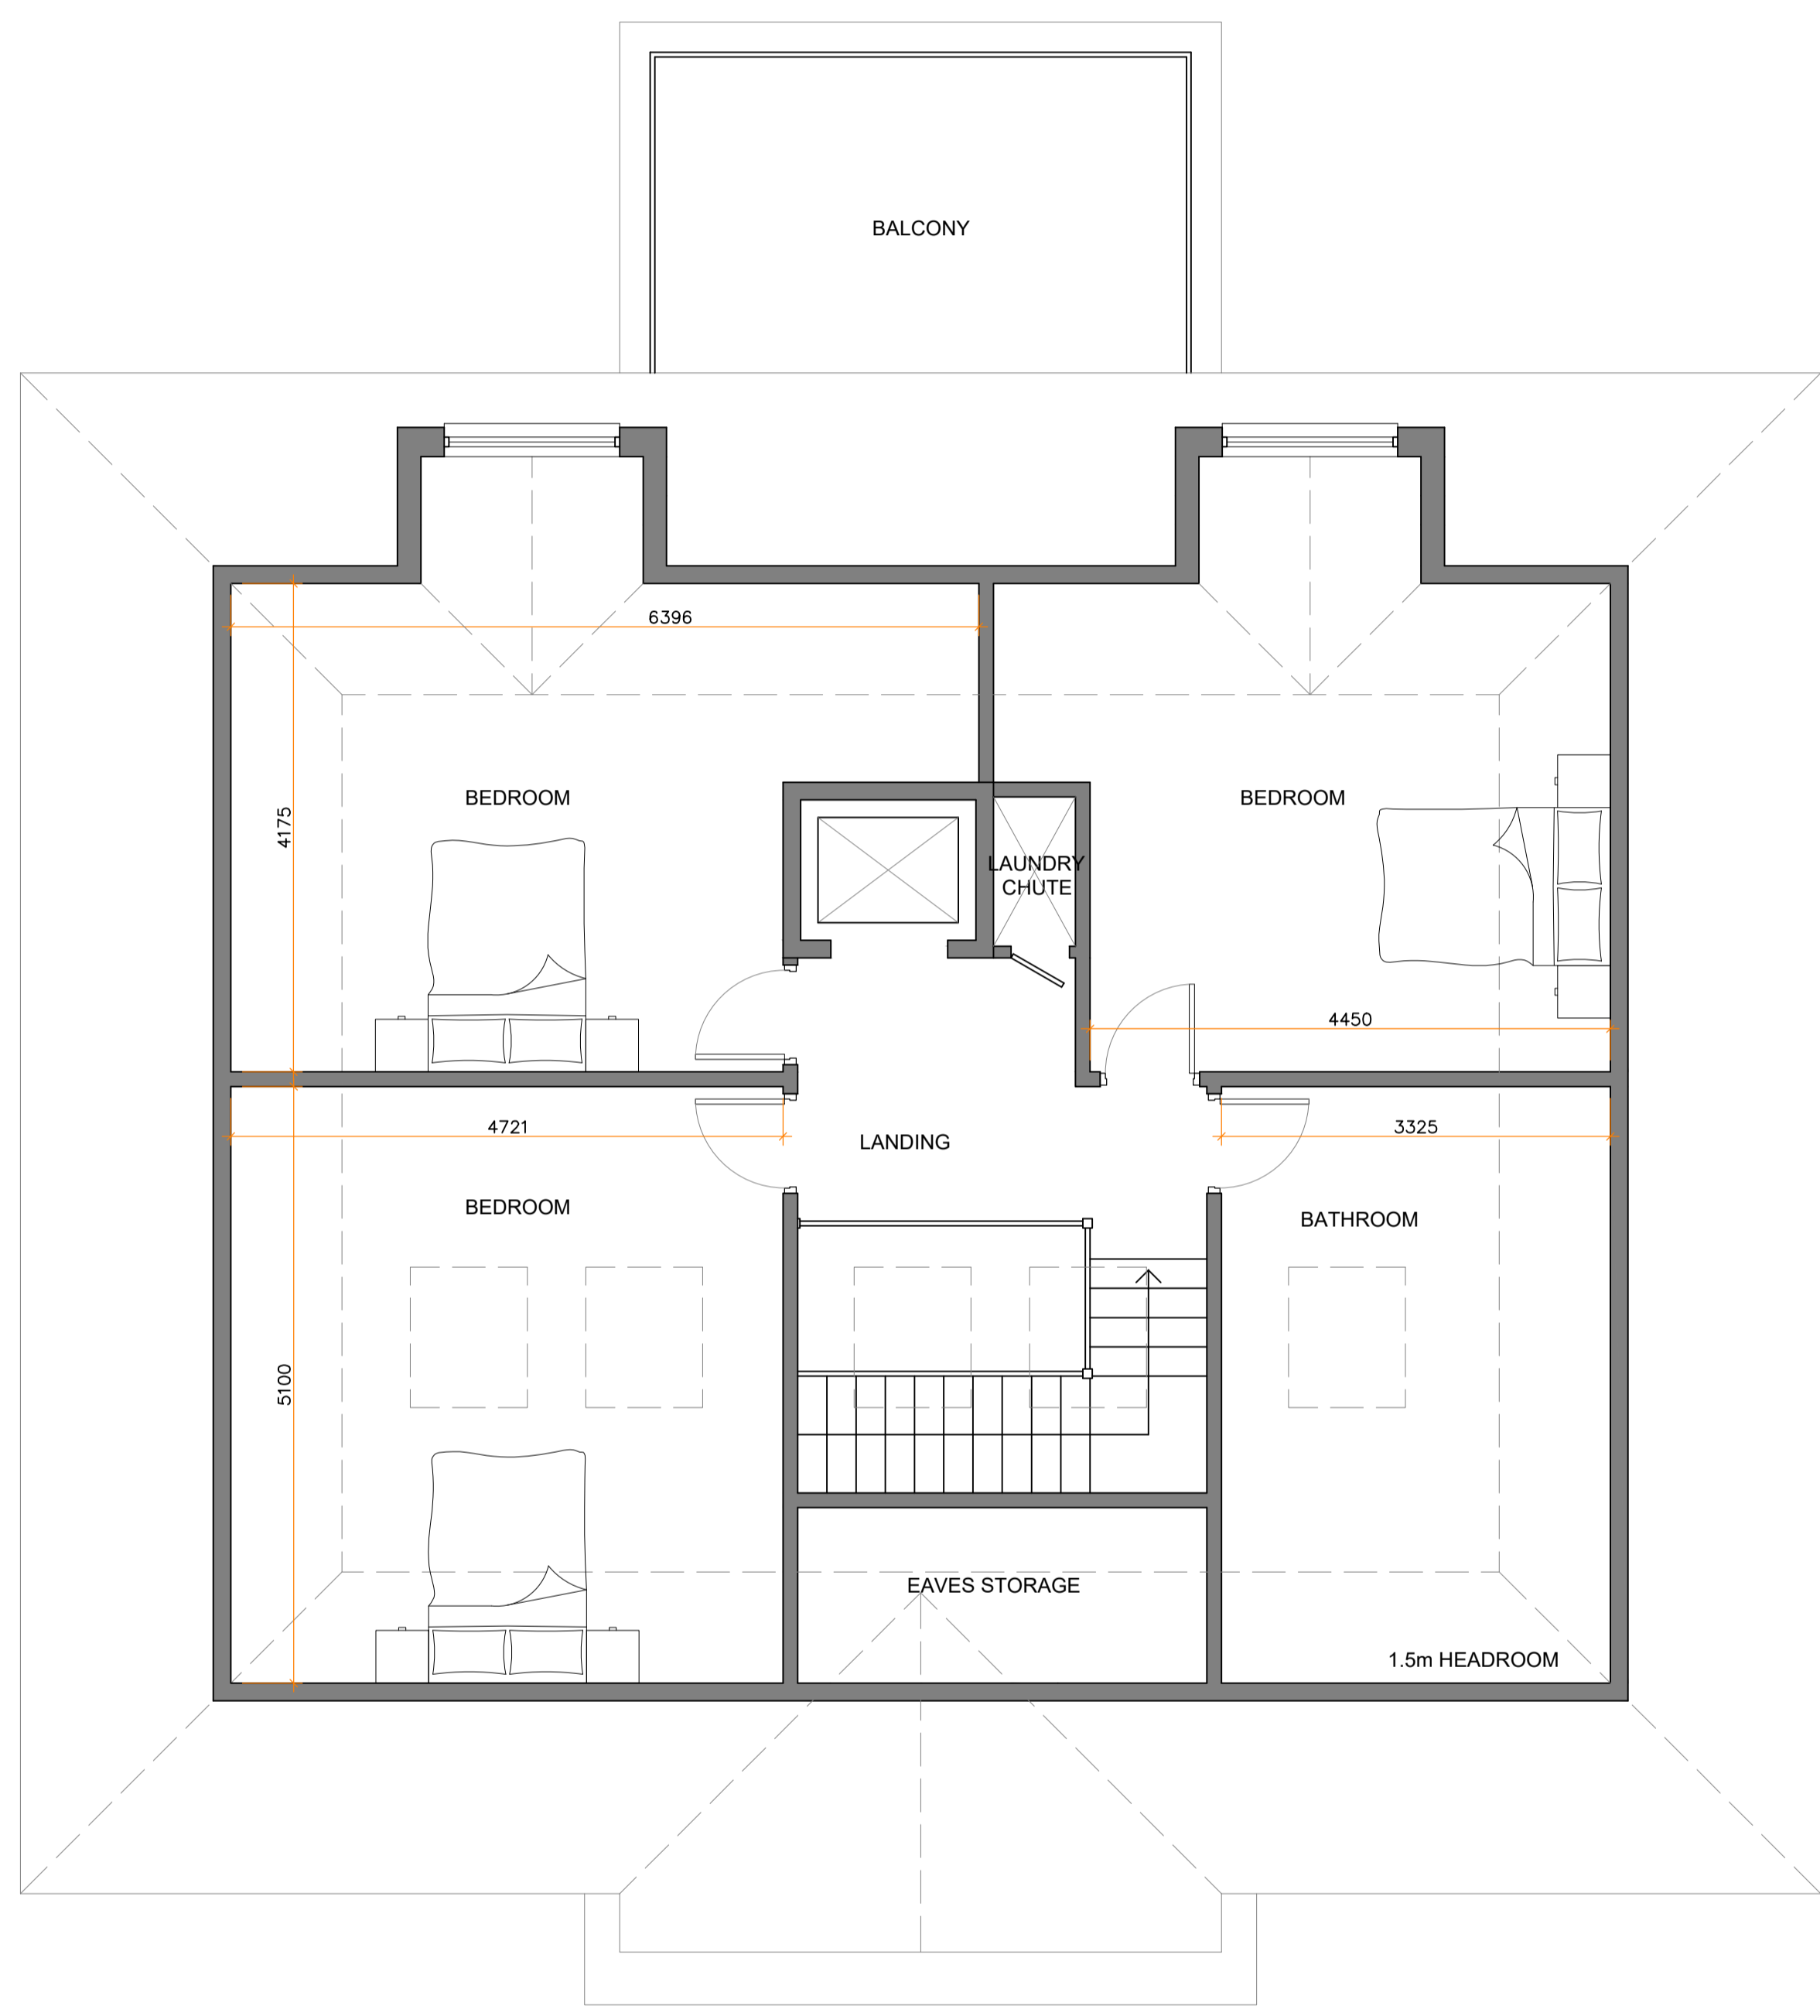 BALCONY
6396
4175
BEDROOM
BEDROOM
LAUNDRY
CHUTE
4450
4721
LANDING
3325
BEDROOM
BATHROOM
5100
EAVES STORAGE
1.5m HEADROOM